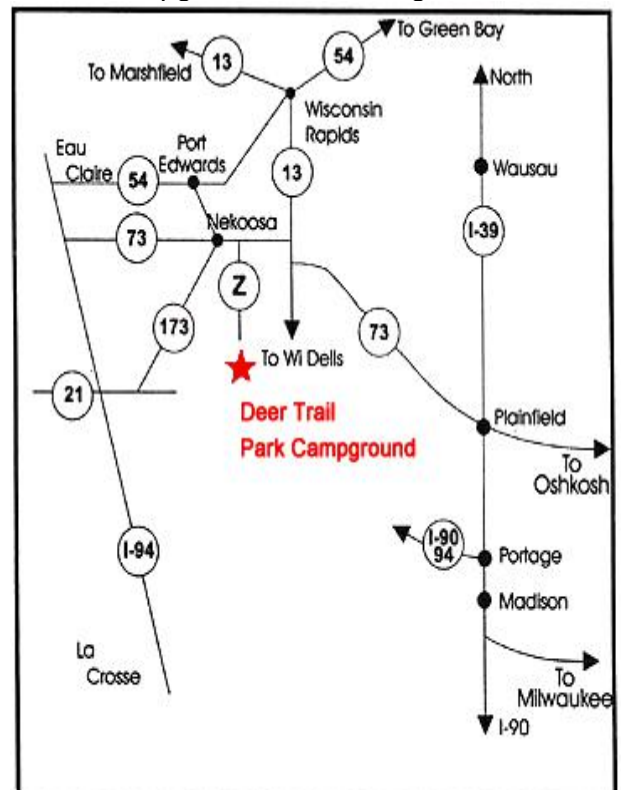 To Green Bay
54
13
To Marshfield
North
Wisconsin
Rapids
Port
Edwards
Eau
Claire
54
13
Wausau
Nekoosa
73
I-39
Z
173
73
To Wi Dells
21
Deer Trail
Park Campground
Plainfield
To
Oshkosh
I-94
I-90
94
Portage
Madison
La
Crosse
To
Milwaukee
I-90